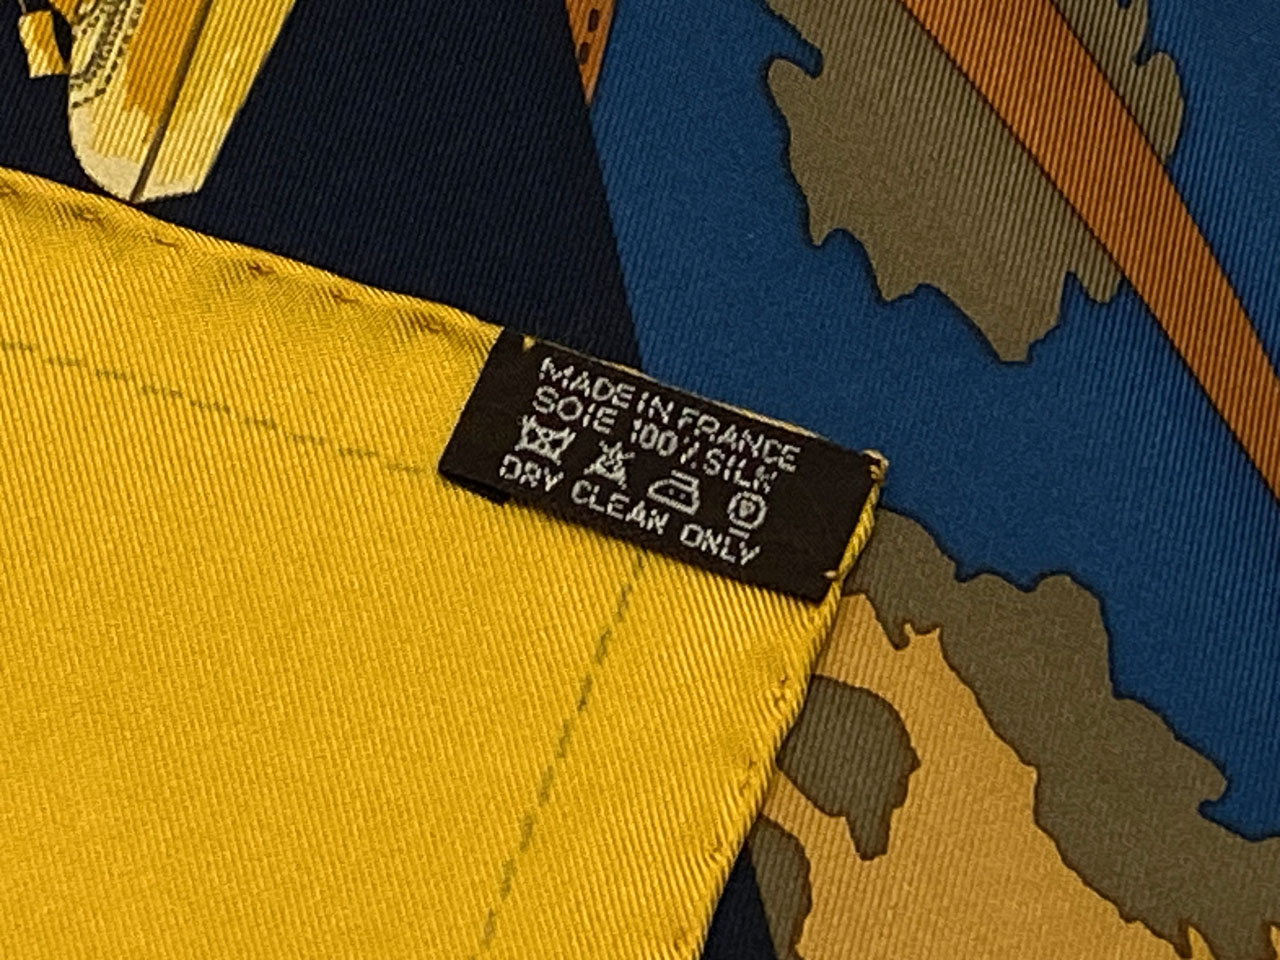 MADE IN FRANCE
SOIE 100% SILK
P
DRY CLEAN ONLY